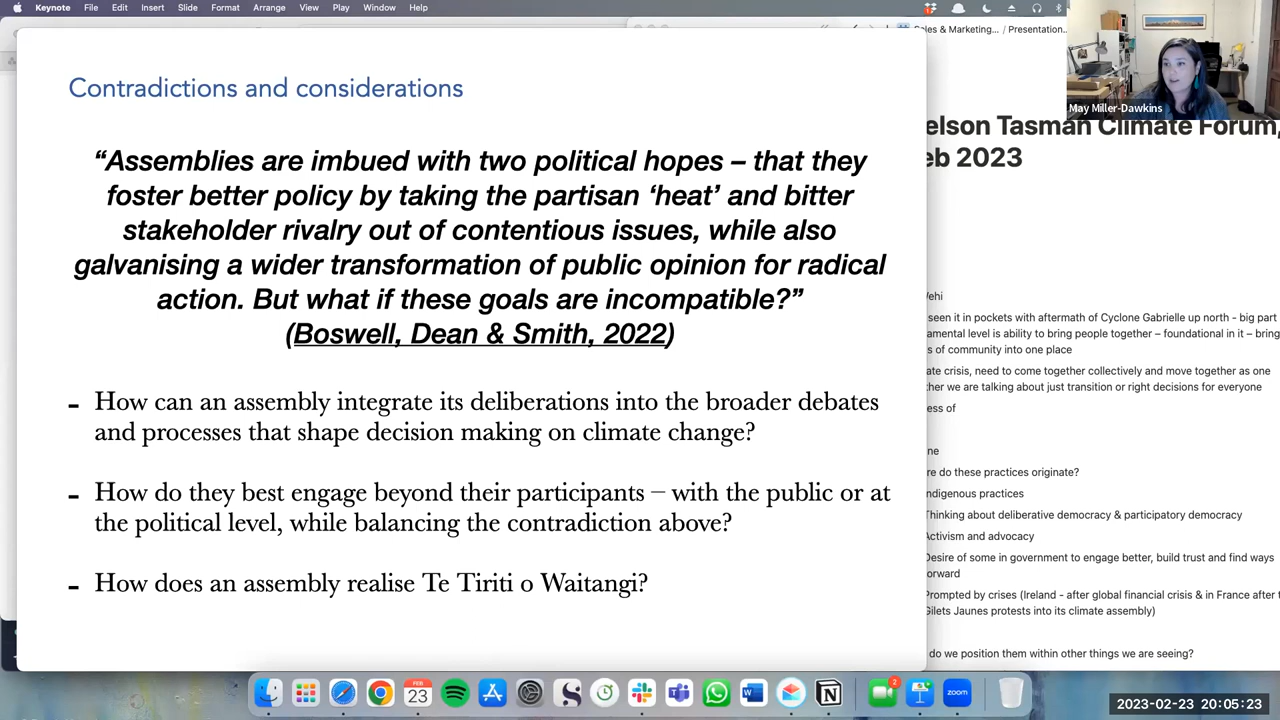 Keynote File Edit Insert Slide Format Arrange View Play Window Help
Sales & Marketing... / Presentation...
May Miller-Dawkins
Contradictions and considerations
“Assemblies are imbued with two political hopes – that they
foster better policy by taking the partisan ‘heat’ and bitter
stakeholder rivalry out of contentious issues, while also
galvanising a wider transformation of public opinion for radical
action. But what if these goals are incompatible?”
(Boswell, Dean & Smith, 2022)
- How can an assembly integrate its deliberations into the broader debates
and processes that shape decision making on climate change?
- How do they best engage beyond their participants – with the public or at
the political level, while balancing the contradiction above?
- How does an assembly realise Te Tiriti o Waitangi?
elson Tasman Climate Forum,
eb 2023
ehi
seen it in pockets with aftermath of Cyclone Gabrielle up north - big part
amental level is ability to bring people together – foundational in it – bring
s of community into one place
ate crisis, need to come together collectively and move together as one
her we are talking about just transition or right decisions for everyone
ess of
ne
re do these practices originate?
ndigenous practices
Thinking about deliberative democracy & participatory democracy
Activism and advocacy
Desire of some in government to engage better, build trust and find ways
orward
Prompted by crises (Ireland - after global financial crisis & in France after t
Gilets Jaunes protests into its climate assembly)
do we position them within other things we are seeing?
FEB
23
2
zoom
2023-02-23 20:05:23